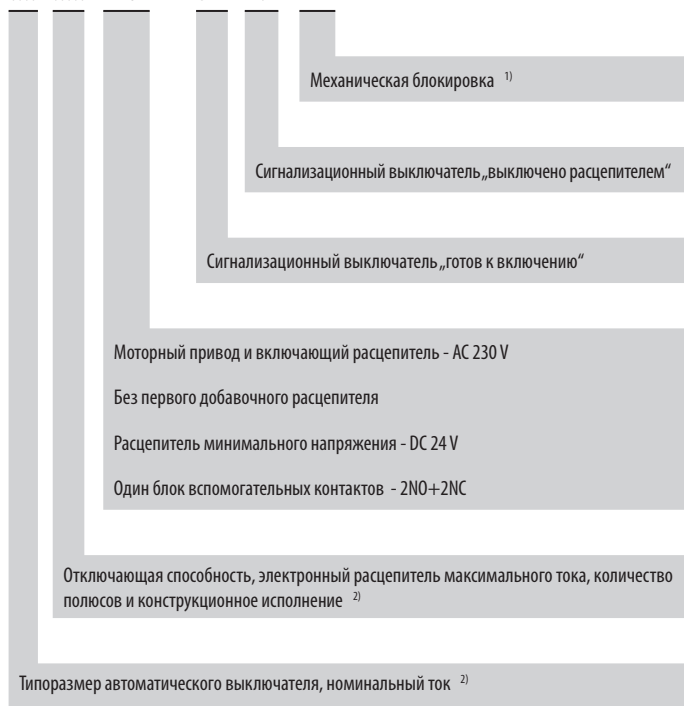 Механическая блокировка 1)
Сигнализационный выключатель „выключено расцепителем“
Сигнализационный выключатель „готов к включению“
Моторный привод и включающий расцепитель - AC 230 V
Без первого добавочного расцепителя
Расцепитель минимального напряжения - DC 24 V
Один блок вспомогательных контактов - 2NO+2NC
Отключающая способность, электронный расцепитель максимального тока, количество
полюсов и конструкционное исполнение 2)
Типоразмер автоматического выключателя, номинальный ток 2)